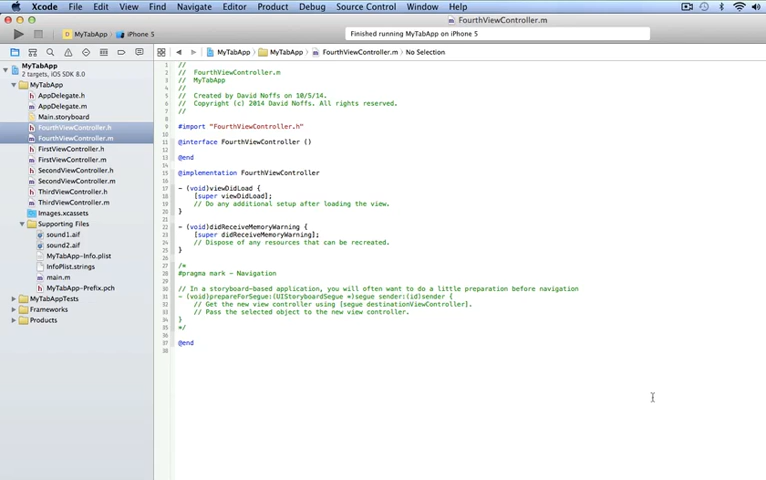 Xcode File Edit View Find Navigate Editor Product Debug Source Control Window Help
FourthViewController.m
MyTabApp iPhone 5
Finished running MyTabApp on iPhone 5
MyTabApp MyTabApp FourthViewController.m No Selection
MyTabApp
2 targets, iOS SDK 8.0
MyTabApp
AppDelegate.h
AppDelegate.m
Main.storyboard
FourthViewController.h
FourthViewController.m
FirstViewController.h
FirstViewController.m
SecondViewController.h
SecondViewController.m
ThirdViewController.h
ThirdViewController.m
Images.xcassets
Supporting Files
sound1.aif
sound2.aif
MyTabApp-Info.plist
InfoPlist.strings
main.m
MyTabApp-Prefix.pch
MyTabAppTests
Frameworks
Products
//
// FourthViewController.m
// MyTabApp
//
// Created by David Noffs on 10/5/14.
// Copyright (c) 2014 David Noffs. All rights reserved.
//
#import "FourthViewController.h"
@interface FourthViewController ()
@end
@implementation FourthViewController
- (void)viewDidLoad {
[super viewDidLoad];
// Do any additional setup after loading the view.
}
- (void)didReceiveMemoryWarning {
[super didReceiveMemoryWarning];
// Dispose of any resources that can be recreated.
}
/*
#pragma mark - Navigation
// In a storyboard-based application, you will often want to do a little preparation before navigation
- (void)prepareForSegue:(UIStoryboardSegue *)segue sender:(id)sender {
// Get the new view controller using [segue destinationViewController].
// Pass the selected object to the new view controller.
}
*/
@end